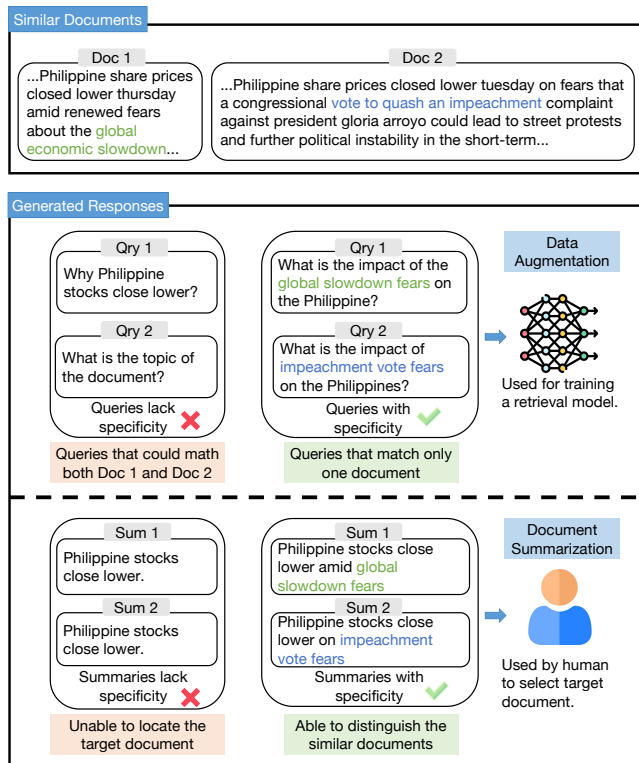 Similar Documents
Doc 1
...Philippine share prices
closed lower thursday
amid renewed fears
about the global
economic slowdown...
Doc 2
...Philippine share prices closed lower tuesday on fears that
a congressional vote to quash an impeachment complaint
against president gloria arroyo could lead to street protests
and further political instability in the short-term...
Generated Responses
Qry 1
Why Philippine
stocks close lower?
Qry 2
What is the topic of
the document?
Queries lack
specificity
Queries that could math
both Doc 1 and Doc 2
Qry 1
What is the impact of the
global slowdown fears on
the Philippine?
Qry 2
What is the impact of
impeachment vote fears
on the Philippines?
Queries with
specificity
Queries that match only
one document
Data
Augmentation
Used for training
a retrieval model.
Sum 1
Philippine stocks
close lower.
Sum 2
Philippine stocks
close lower.
Summaries lack
specificity
Unable to locate the
target document
Sum 1
Philippine stocks close
lower amid global
slowdown fears
Sum 2
Philippine stocks close
lower on impeachment
vote fears
Summaries with
specificity
Able to distinguish the
similar documents
Document
Summarization
Used by human
to select target
document.